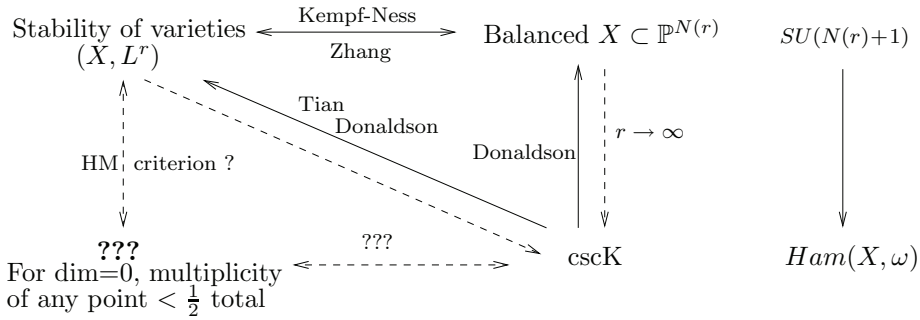 Kempf-Ness
Stability of varieties
(X, L^r)
Zhang
Balanced X ⊂ ℙ^{N(r)}
SU(N(r)+1)
Tian
Donaldson
Donaldson
r → ∞
HM criterion ?
???
For dim=0, multiplicity
of any point < 1/2 total
???
cscK
Ham(X, ω)